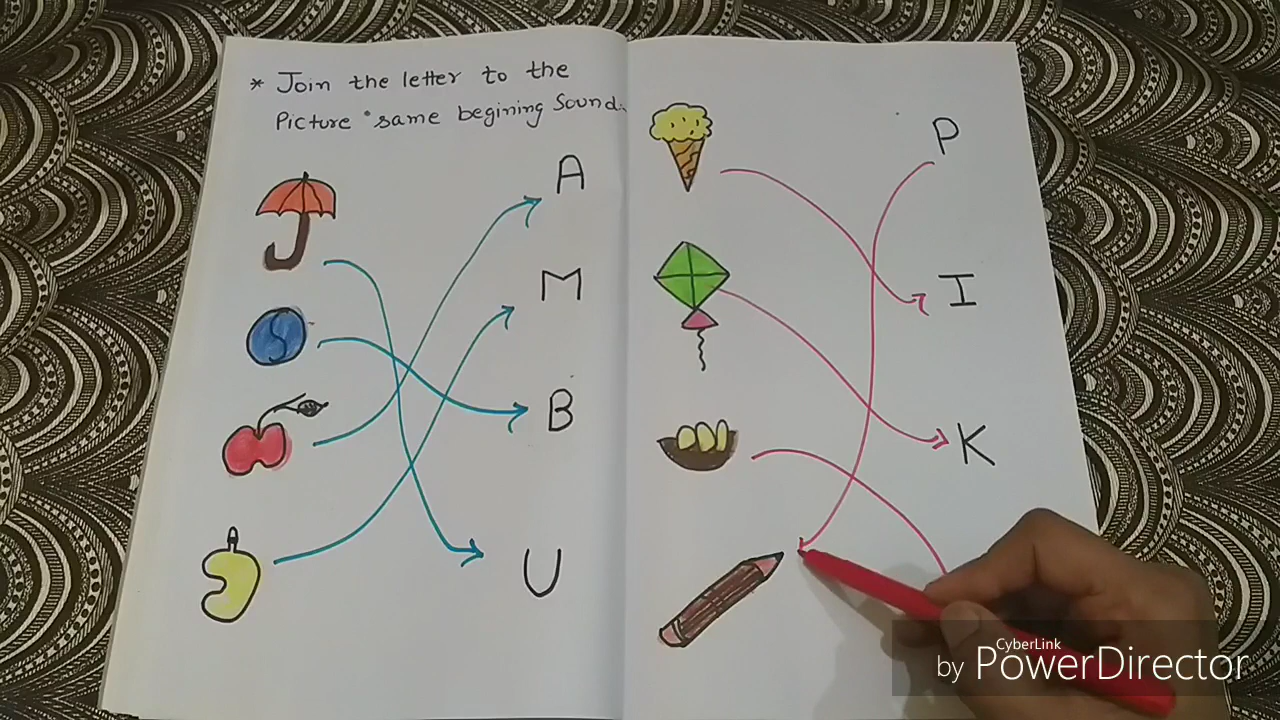 * Join the letter to the
Picture "same begining Sound.
A
M
B
U
P
I
K
CyberLink
by PowerDirector